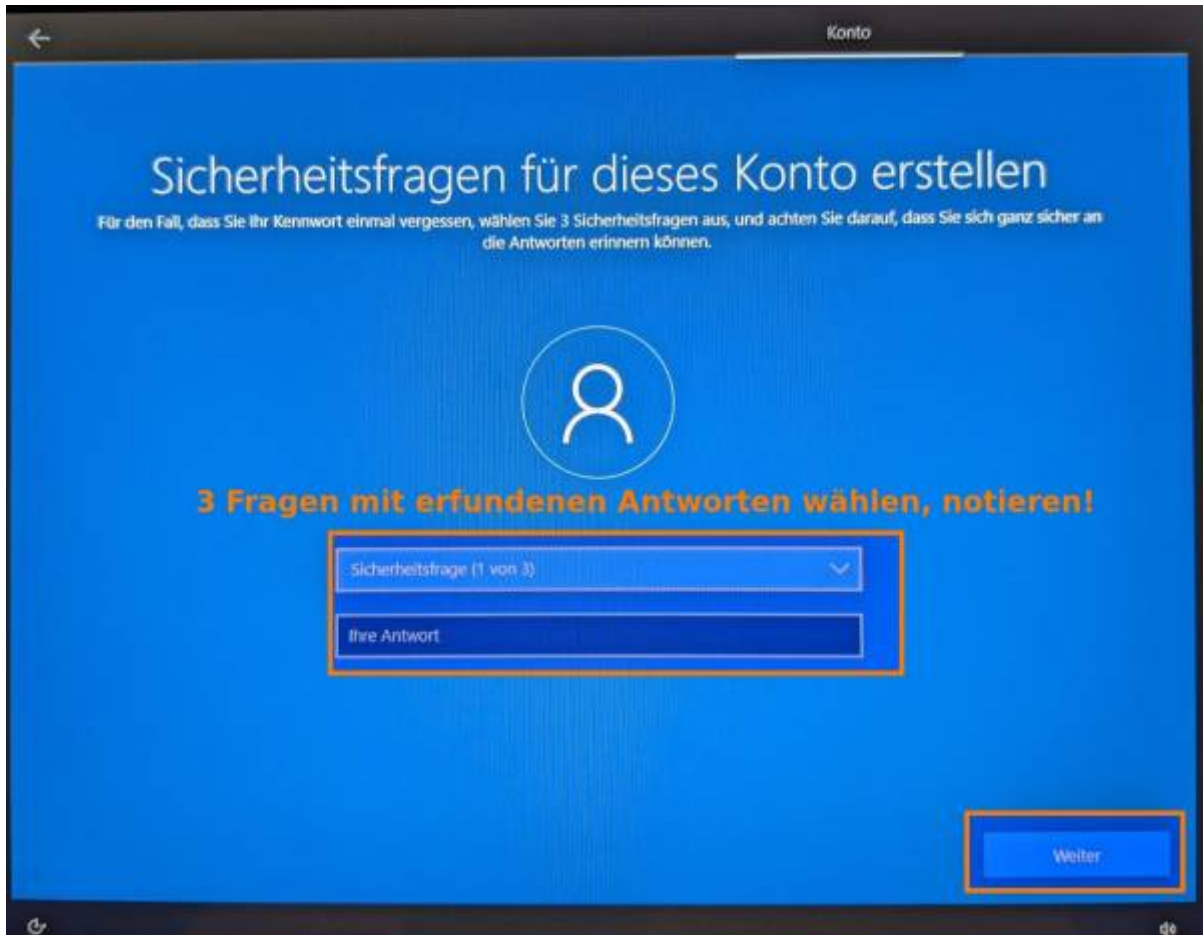 Konto
Sicherheitsfragen für dieses Konto erstellen
Für den Fall, dass Sie Ihr Kennwort einmal vergessen, wählen Sie 3 Sicherheitsfragen aus, und achten Sie darauf, dass Sie sich ganz sicher an
die Antworten erinnern können.
3 Fragen mit erfundenen Antworten wählen, notieren!
Sicherheitsfrage (1 von 3)
Ihre Antwort
Weiter